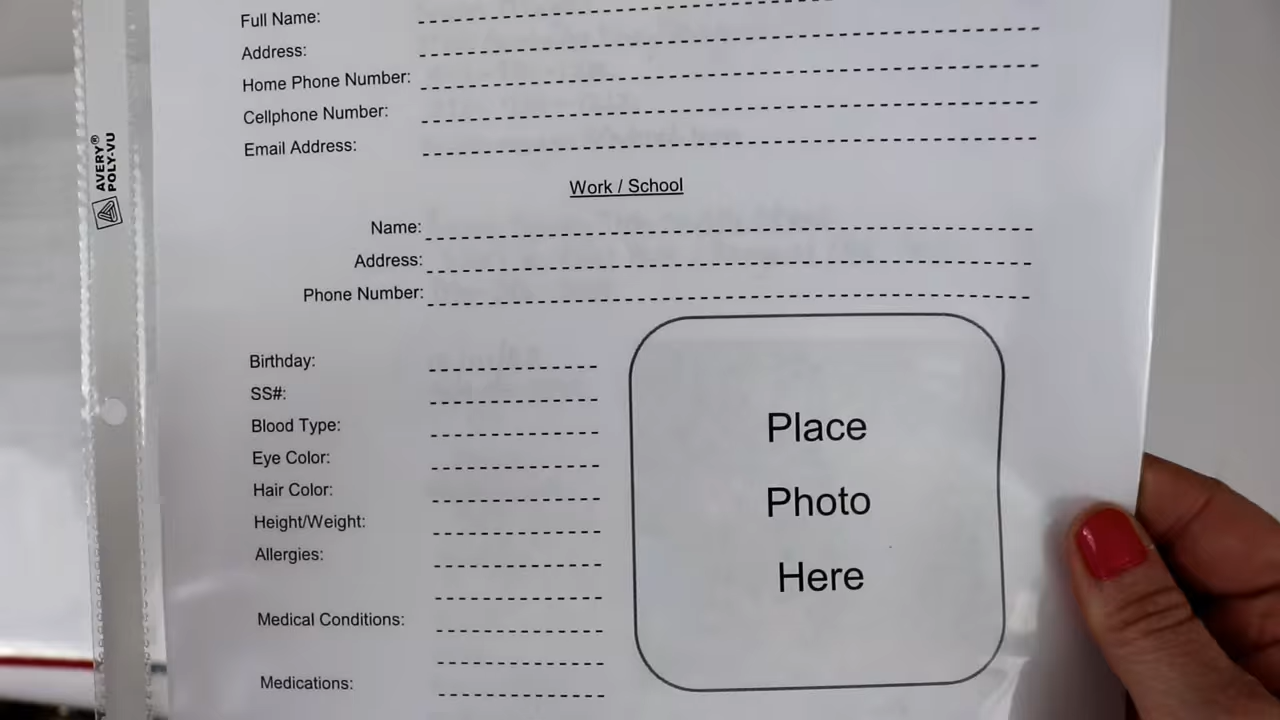 Full Name:
Address:
Home Phone Number:
Cellphone Number:
Email Address:
Work / School
Name:
Address:
Phone Number:
Birthday:
SS#:
Blood Type:
Eye Color:
Hair Color:
Height/Weight:
Allergies:
Medical Conditions:
Medications:
Place
Photo
Here
AVERY®
POLY-VU